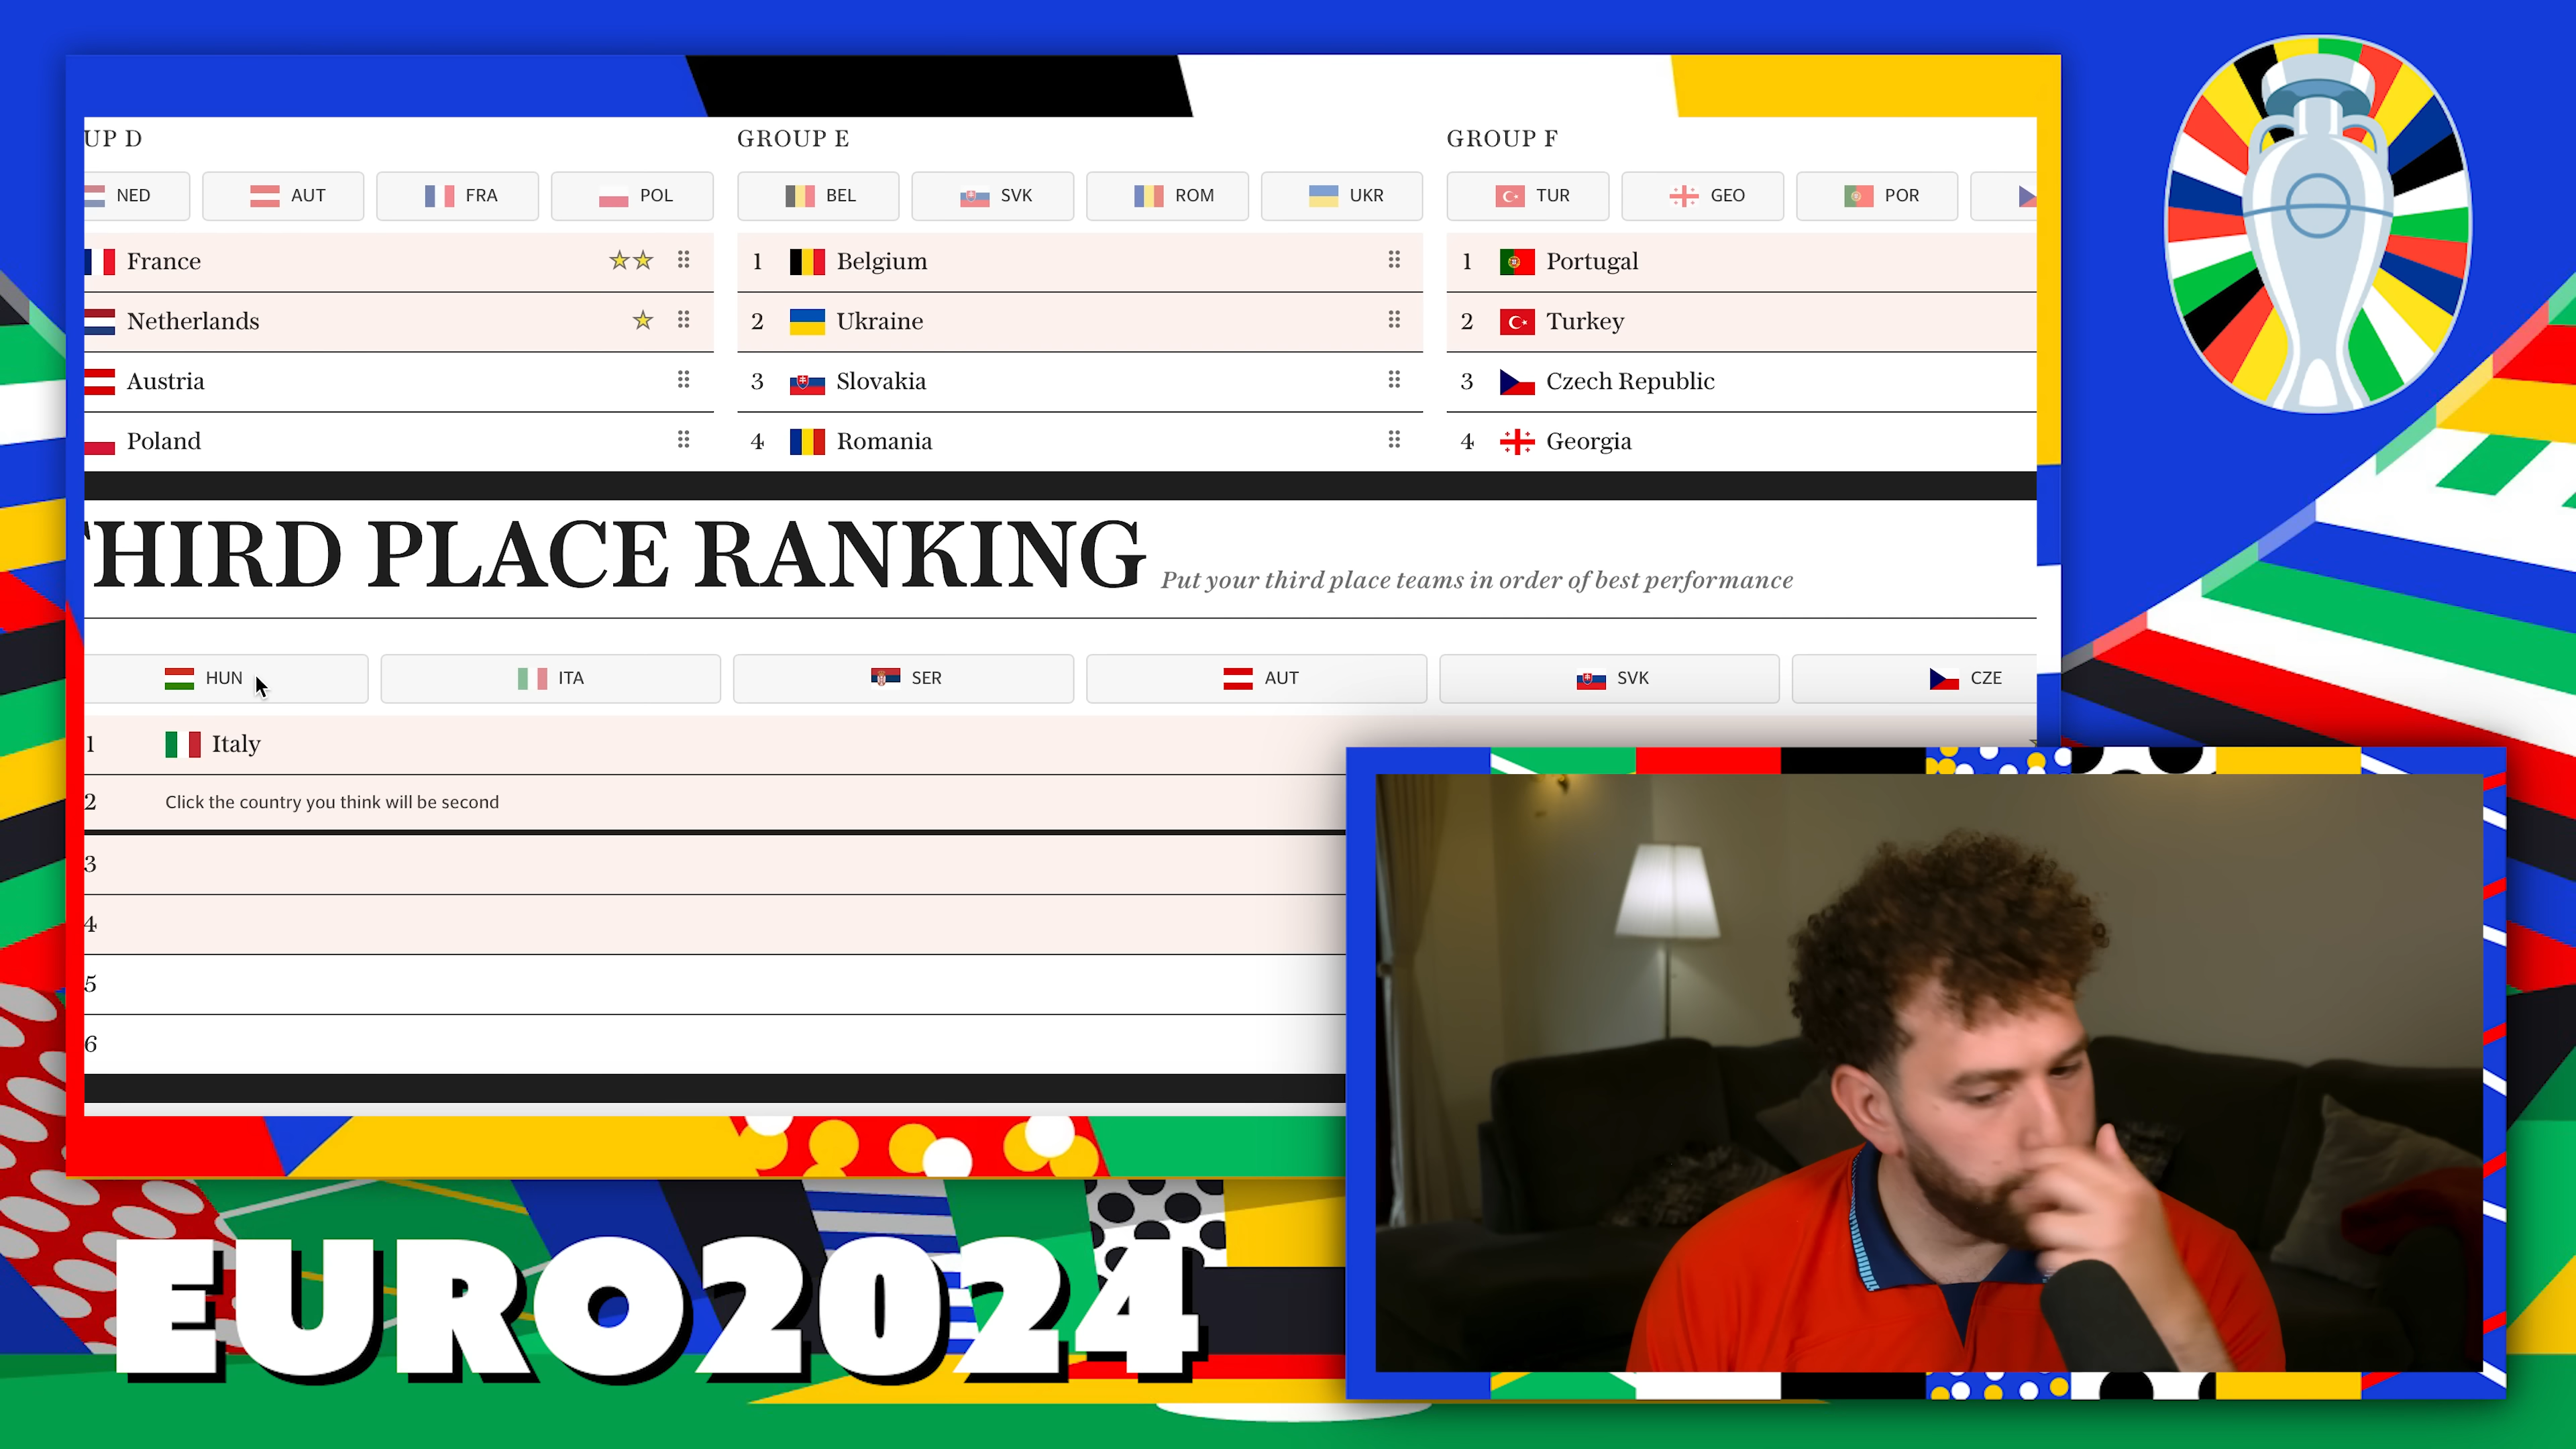 UP D
NED AUT FRA POL
France
Netherlands
Austria
Poland
GROUP E
BEL SVK ROM UKR
1 Belgium
2 Ukraine
3 Slovakia
4 Romania
GROUP F
TUR GEO POR
1 Portugal
2 Turkey
3 Czech Republic
4 Georgia
THIRD PLACE RANKING Put your third place teams in order of best performance
HUN ITA SER AUT SVK CZE
1 Italy
2 Click the country you think will be second
3
4
5
6
EURO2024